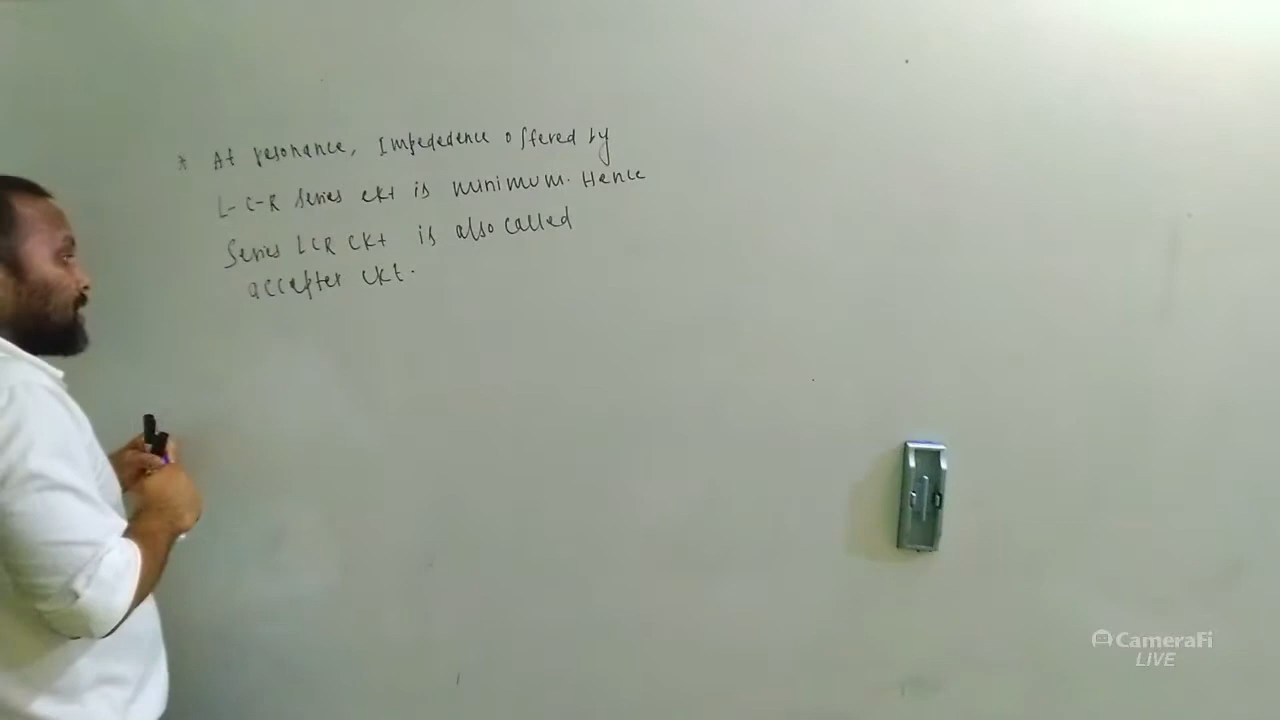 * At resonance, Impededence offered by
L-C-R Series ckt is minimum. Hence
Series LCR Ckt is also called
accepter Ckt.
CameraFi
LiVE